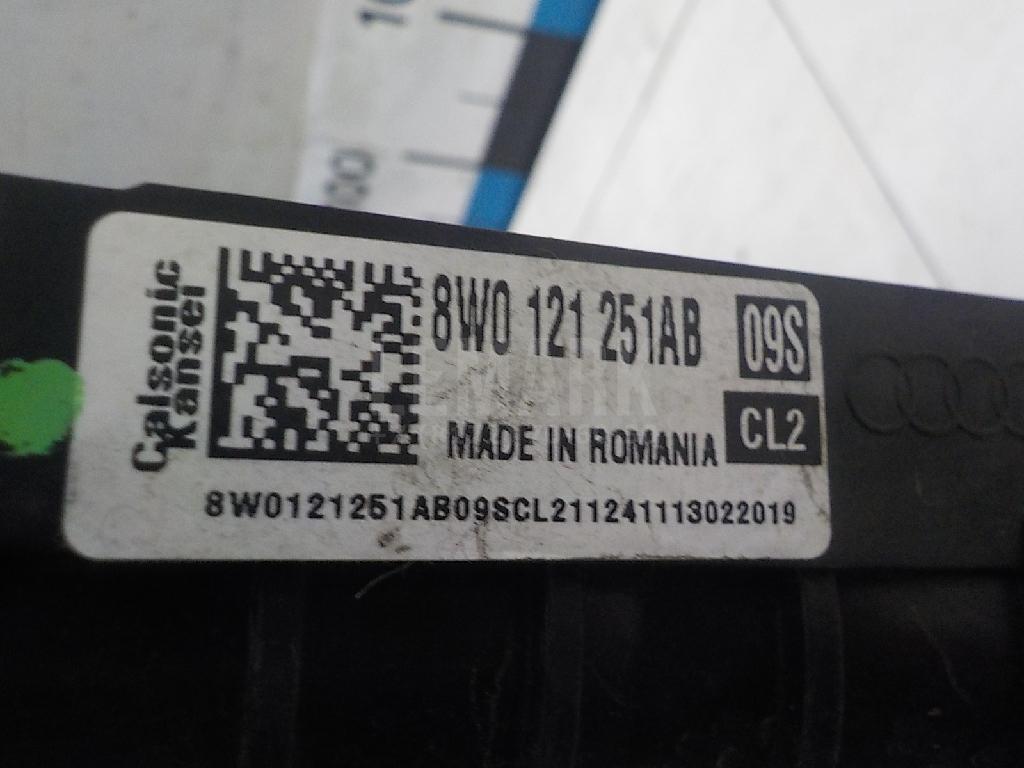 Calsonic
Kansei
8W0 121 251AB
09S
CL2
MADE IN ROMANIA
8W0121251AB09SCL211241113022019